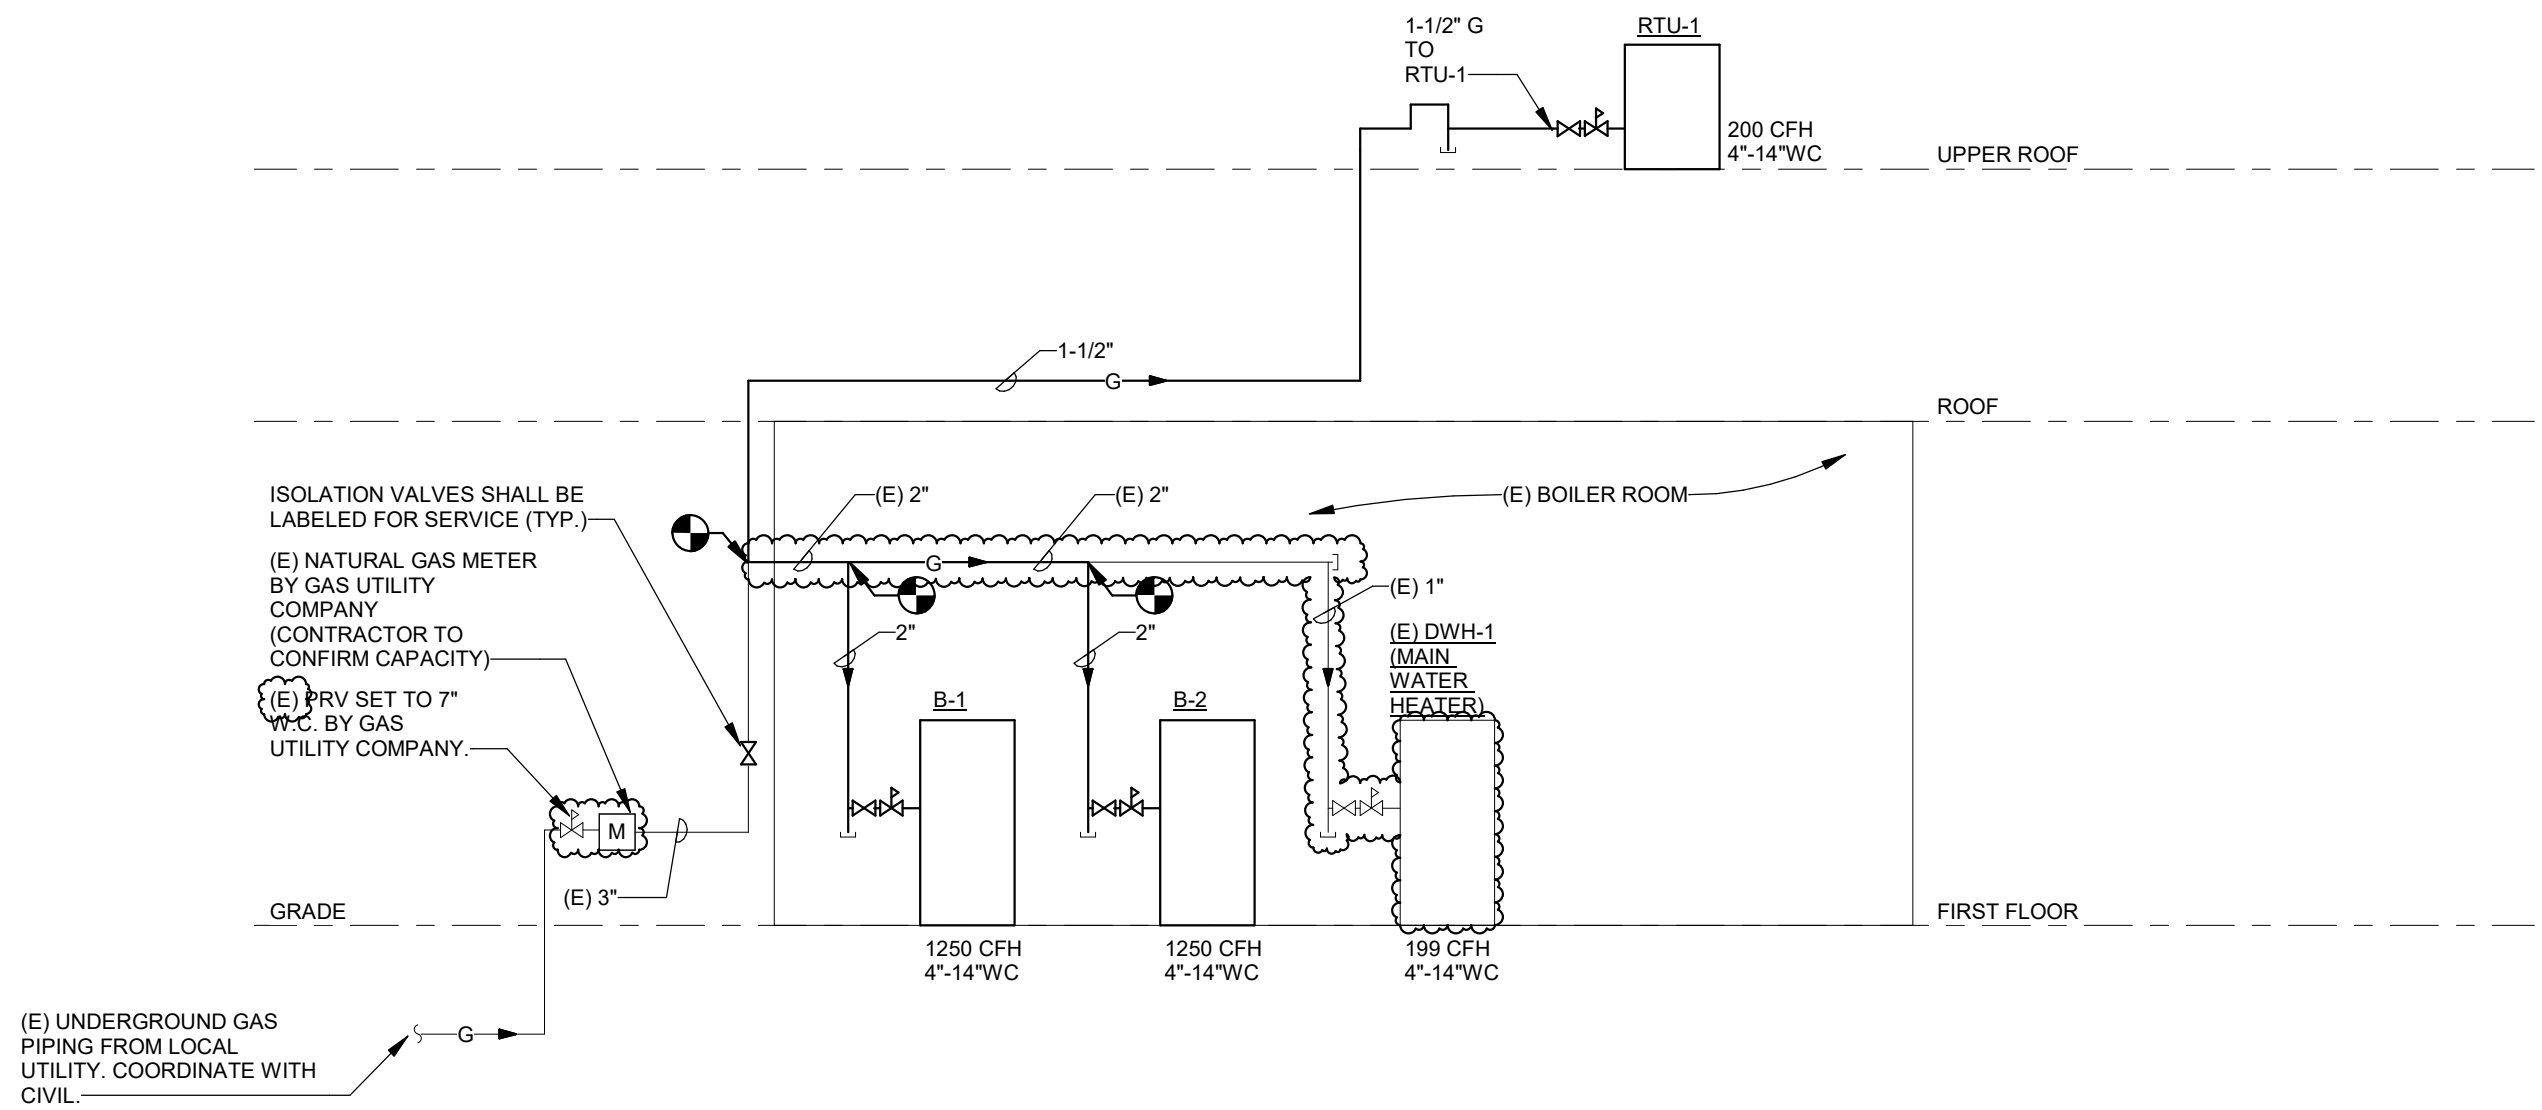 1-1/2" G
TO
RTU-1
RTU-1
200 CFH
4"-14"WC
UPPER ROOF
1-1/2"
G
ROOF
ISOLATION VALVES SHALL BE
LABELED FOR SERVICE (TYP.)
(E) 2"
(E) 2"
(E) BOILER ROOM
(E) NATURAL GAS METER
BY GAS UTILITY
COMPANY
(CONTRACTOR TO
CONFIRM CAPACITY)
G
(E) 1"
2"
2"
(E) DWH-1
(MAIN
WATER
HEATER)
(E) PRV SET TO 7"
W.C. BY GAS
UTILITY COMPANY.
B-1
B-2
M
(E) 3"
GRADE
FIRST FLOOR
1250 CFH
4"-14"WC
1250 CFH
4"-14"WC
199 CFH
4"-14"WC
(E) UNDERGROUND GAS
PIPING FROM LOCAL
UTILITY. COORDINATE WITH
CIVIL.
G